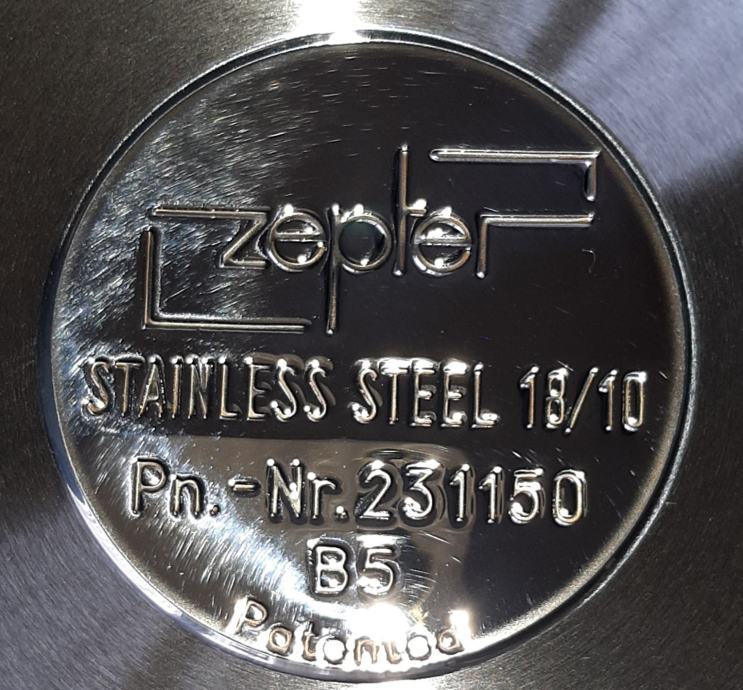 zepter
STAINLESS STEEL 18/10
Pn.-Nr.231150
B5
Patented